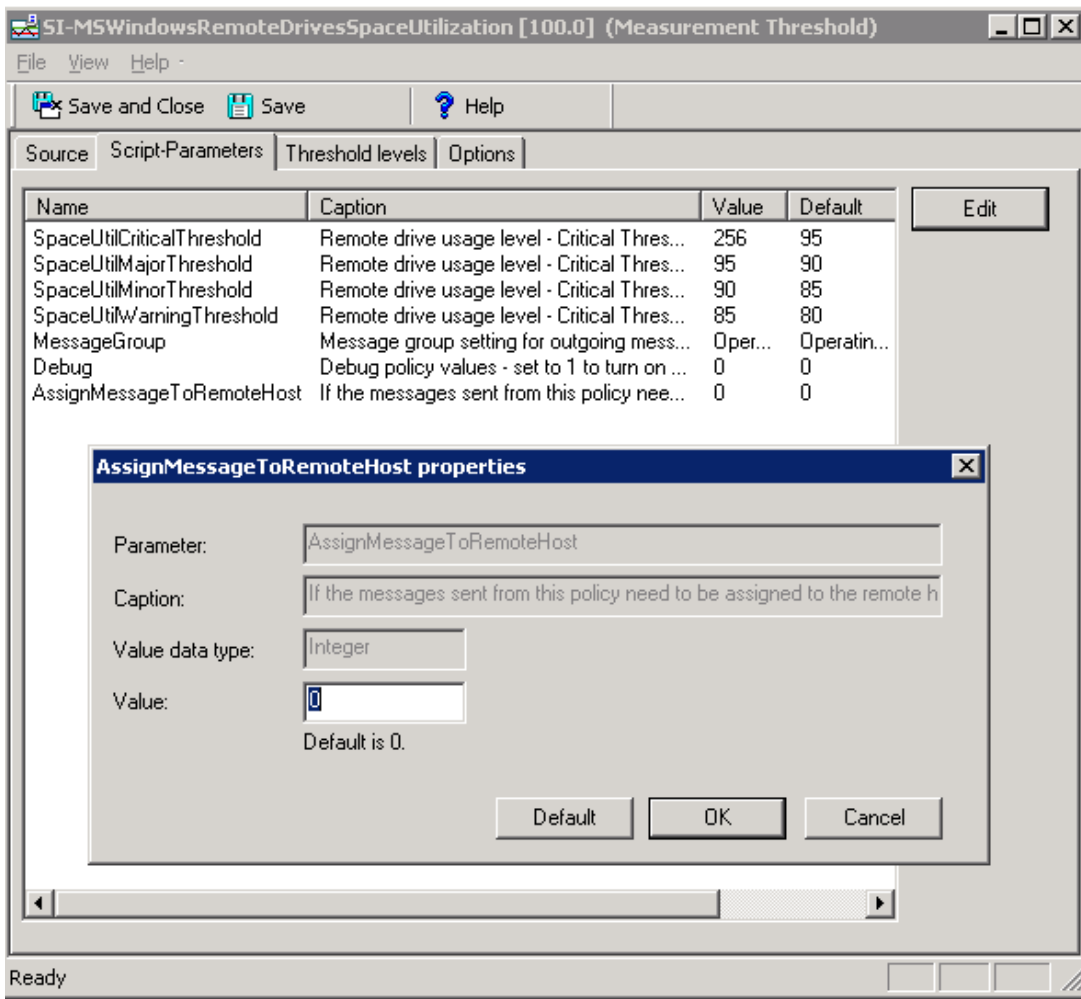 SI-MSWindowsRemoteDrivesSpaceUtilization [100.0] (Measurement Threshold)
File View Help -
Save and Close Save Help
Source Script-Parameters Threshold levels Options
Name Caption Value Default Edit
SpaceUtilCriticalThreshold Remote drive usage level - Critical Thres... 256 95
SpaceUtilMajorThreshold Remote drive usage level - Critical Thres... 95 90
SpaceUtilMinorThreshold Remote drive usage level - Critical Thres... 90 85
SpaceUtilWarningThreshold Remote drive usage level - Critical Thres... 85 80
MessageGroup Message group setting for outgoing mess... Oper... Operatin...
Debug Debug policy values - set to 1 to turn on ... 0 0
AssignMessageToRemoteHost If the messages sent from this policy nee... 0 0
AssignMessageToRemoteHost properties
Parameter: AssignMessageToRemoteHost
Caption: If the messages sent from this policy need to be assigned to the remote h
Value data type: Integer
Value: 0
Default is 0.
Default OK Cancel
Ready